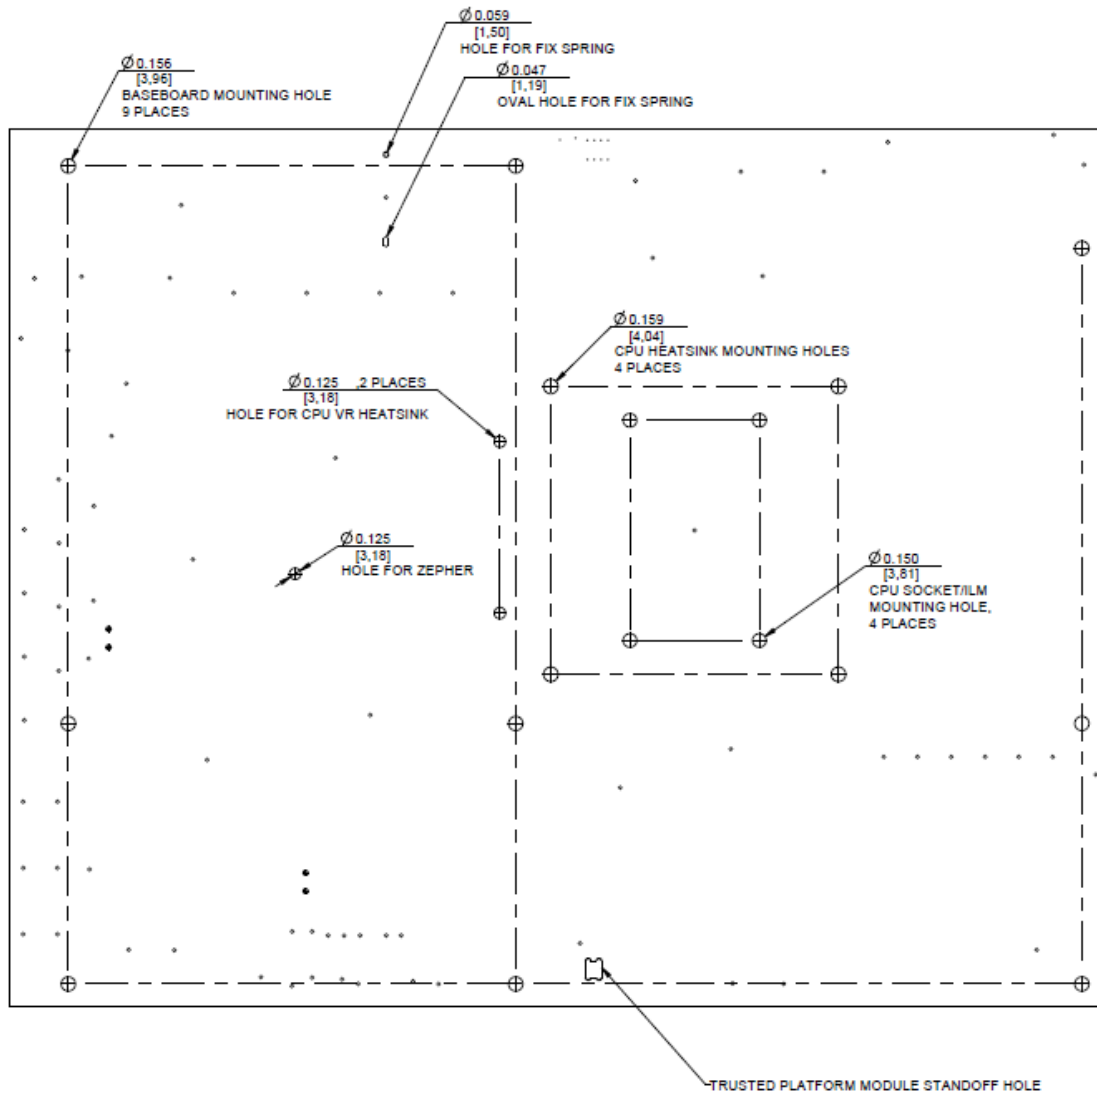 Ø 0.059
[1,50]
HOLE FOR FIX SPRING
Ø 0.047
[1,19]
OVAL HOLE FOR FIX SPRING
Ø 0.156
[3,96]
BASEBOARD MOUNTING HOLE
9 PLACES
Ø 0.159
[4,04]
CPU HEATSINK MOUNTING HOLES
4 PLACES
Ø 0.125 ,2 PLACES
[3,18]
HOLE FOR CPU VR HEATSINK
Ø 0.125
[3,18]
HOLE FOR ZEPHER
Ø 0.150
[3,81]
CPU SOCKET/ILM
MOUNTING HOLE,
4 PLACES
TRUSTED PLATFORM MODULE STANDOFF HOLE